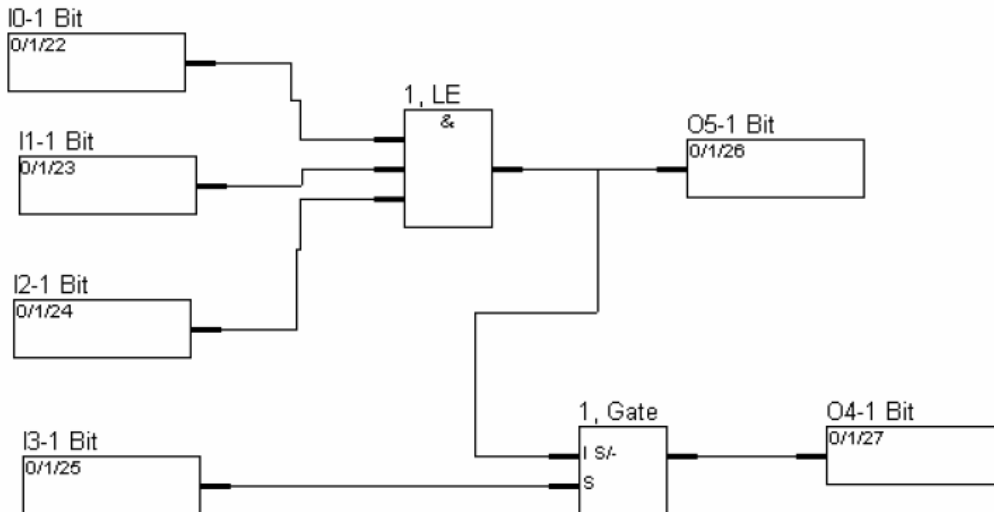 I0-1 Bit
0/1/22
I1-1 Bit
0/1/23
I2-1 Bit
0/1/24
I3-1 Bit
0/1/25
1, LE
&
O5-1 Bit
0/1/26
1, Gate
I S/-
S
O4-1 Bit
0/1/27